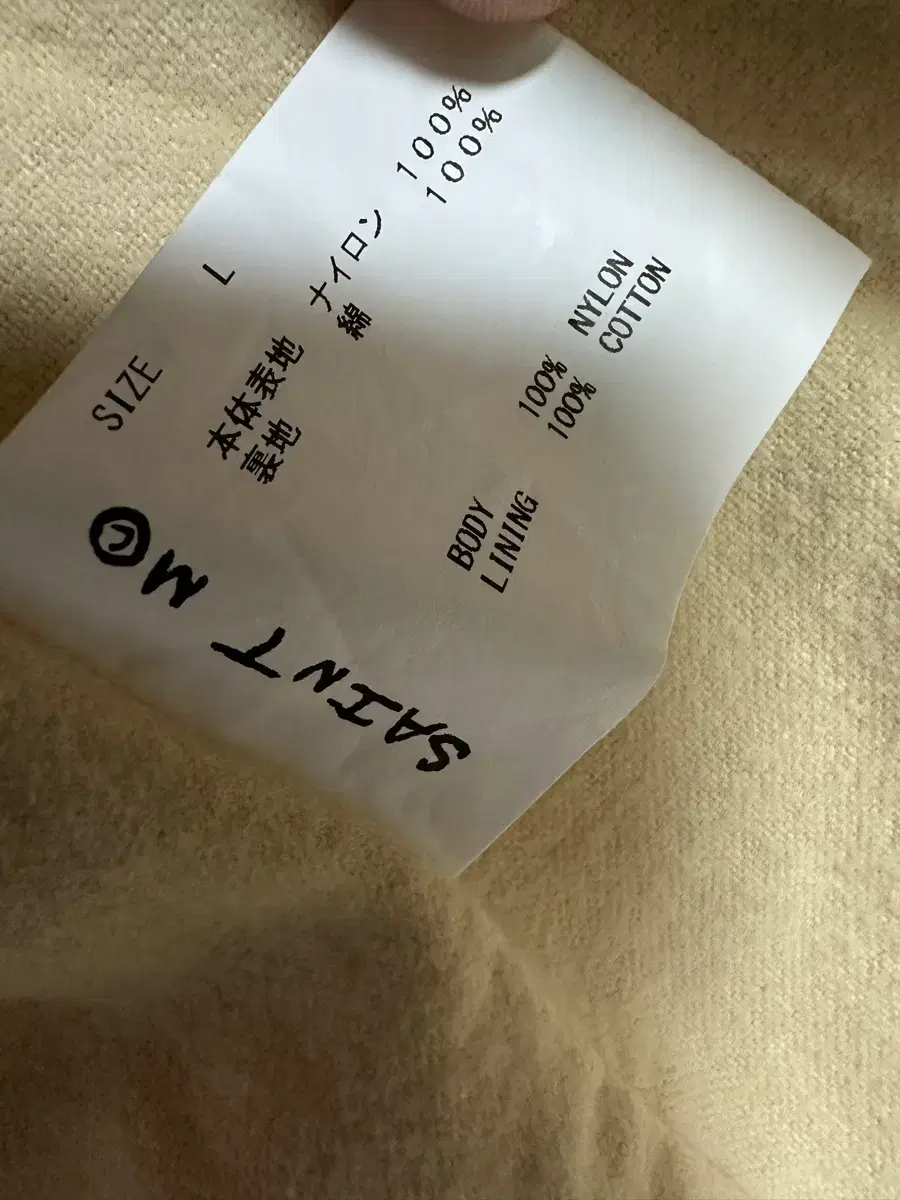 SAINT Mⓤ
SIZE L
本体表地 ナイロン 100%
裏地 綿 100%
BODY 100% NYLON
LINING 100% COTTON